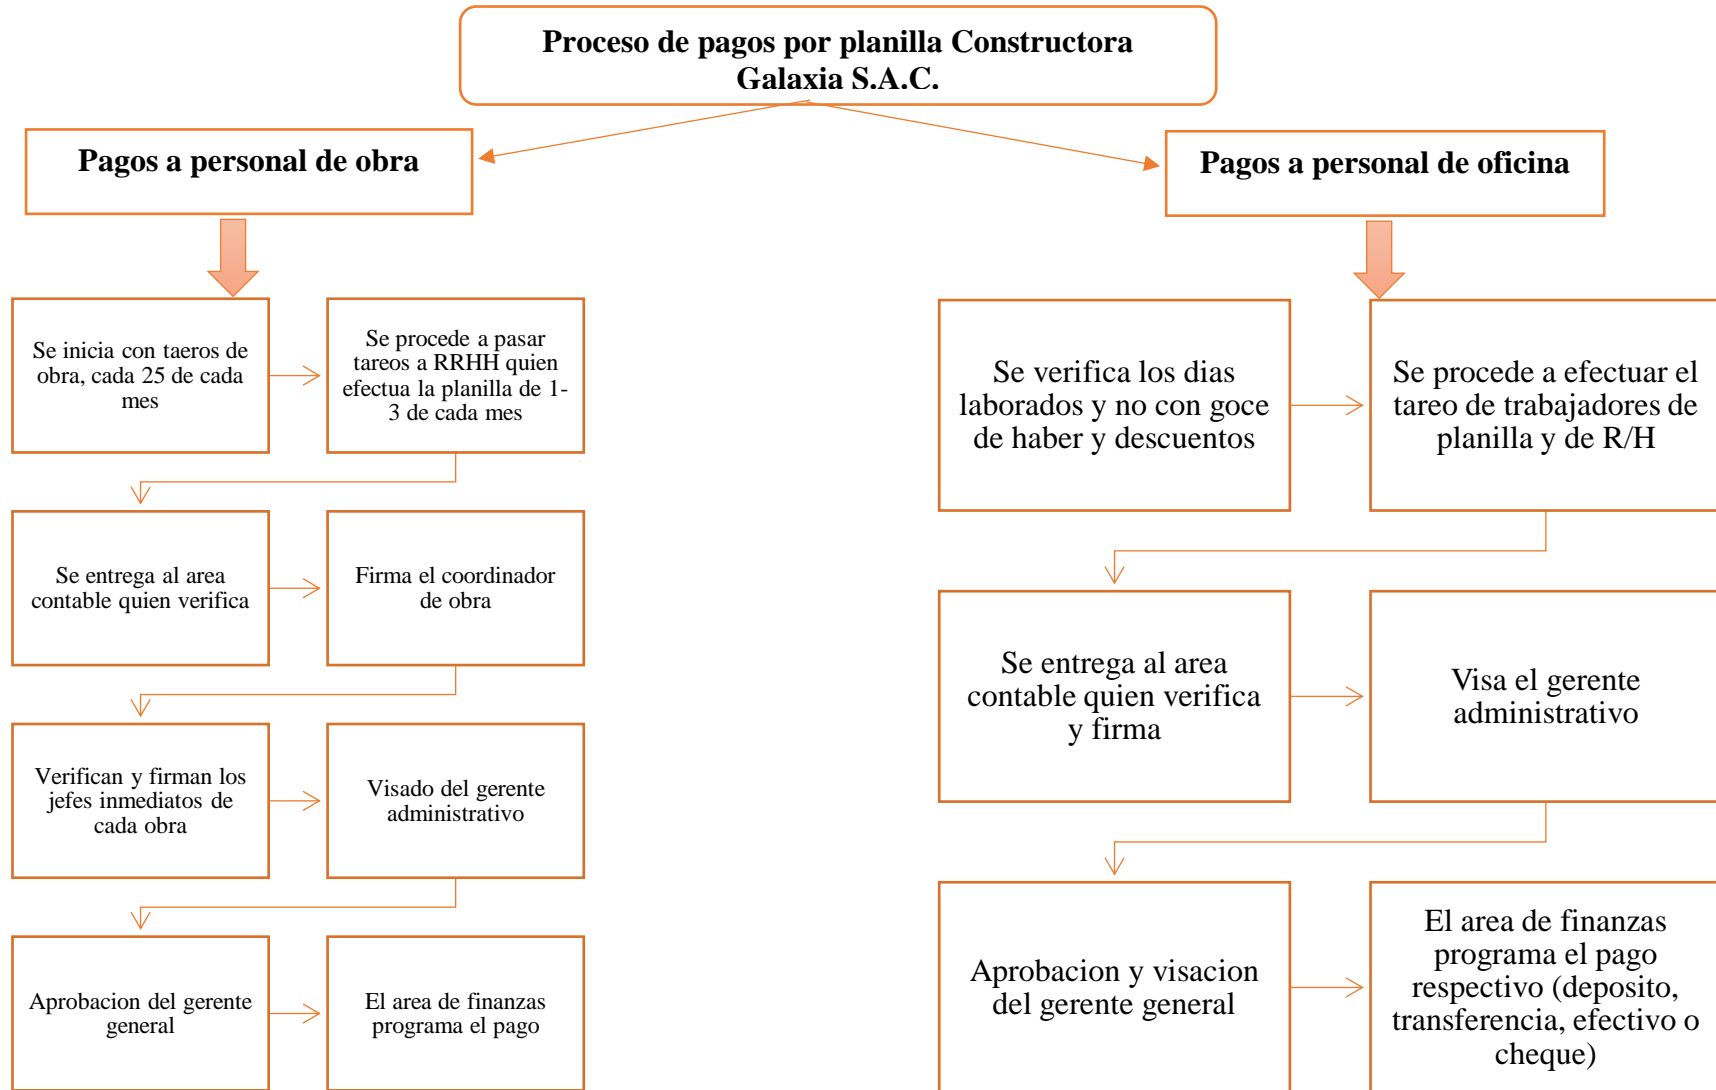 Proceso de pagos por planilla Constructora
Galaxia S.A.C.
Pagos a personal de obra
Pagos a personal de oficina
Se inicia con taeros de
obra, cada 25 de cada
mes
Se procede a pasar
tareos a RRHH quien
efectua la planilla de 1-
3 de cada mes
Se entrega al area
contable quien verifica
Firma el coordinador
de obra
Verifican y firman los
jefes inmediatos de
cada obra
Visado del gerente
administrativo
Aprobacion del gerente
general
El area de finanzas
programa el pago
Se verifica los dias
laborados y no con goce
de haber y descuentos
Se procede a efectuar el
tareo de trabajadores de
planilla y de R/H
Se entrega al area
contable quien verifica
y firma
Visa el gerente
administrativo
Aprobacion y visacion
del gerente general
El area de finanzas
programa el pago
respectivo (deposito,
transferencia, efectivo o
cheque)